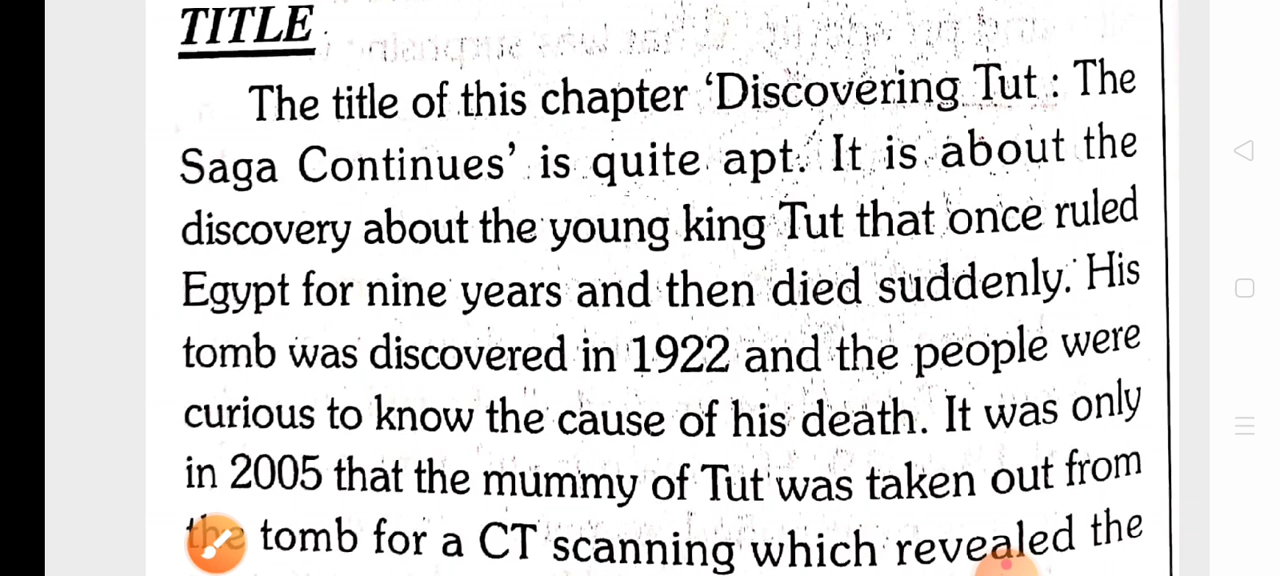 TITLE
The title of this chapter ‘Discovering Tut : The
Saga Continues’ is quite apt. It is about the
discovery about the young king Tut that once ruled
Egypt for nine years and then died suddenly. His
tomb was discovered in 1922 and the people were
curious to know the cause of his death. It was only
in 2005 that the mummy of Tut was taken out from
the tomb for a CT scanning which revealed the